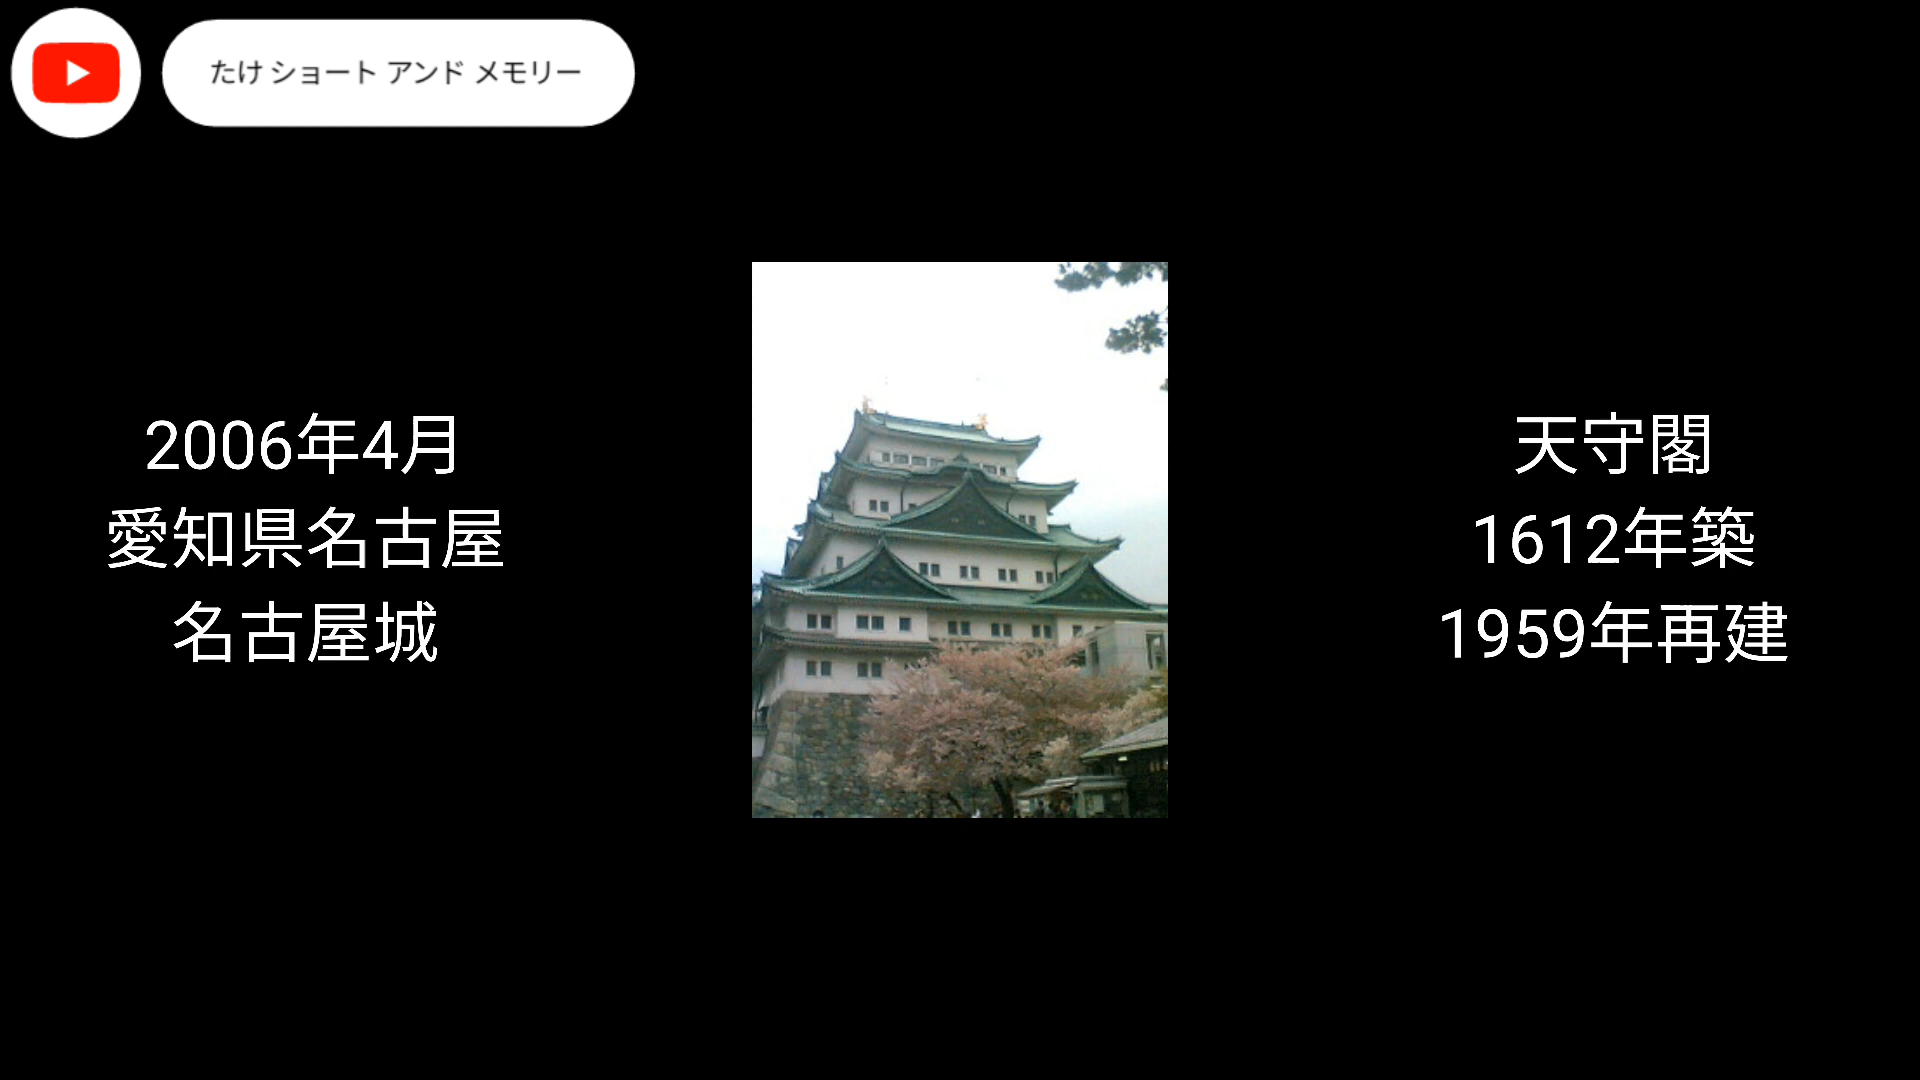 たけ ショート アンド メモリー
2006年4月
愛知県名古屋
名古屋城
天守閣
1612年築
1959年再建